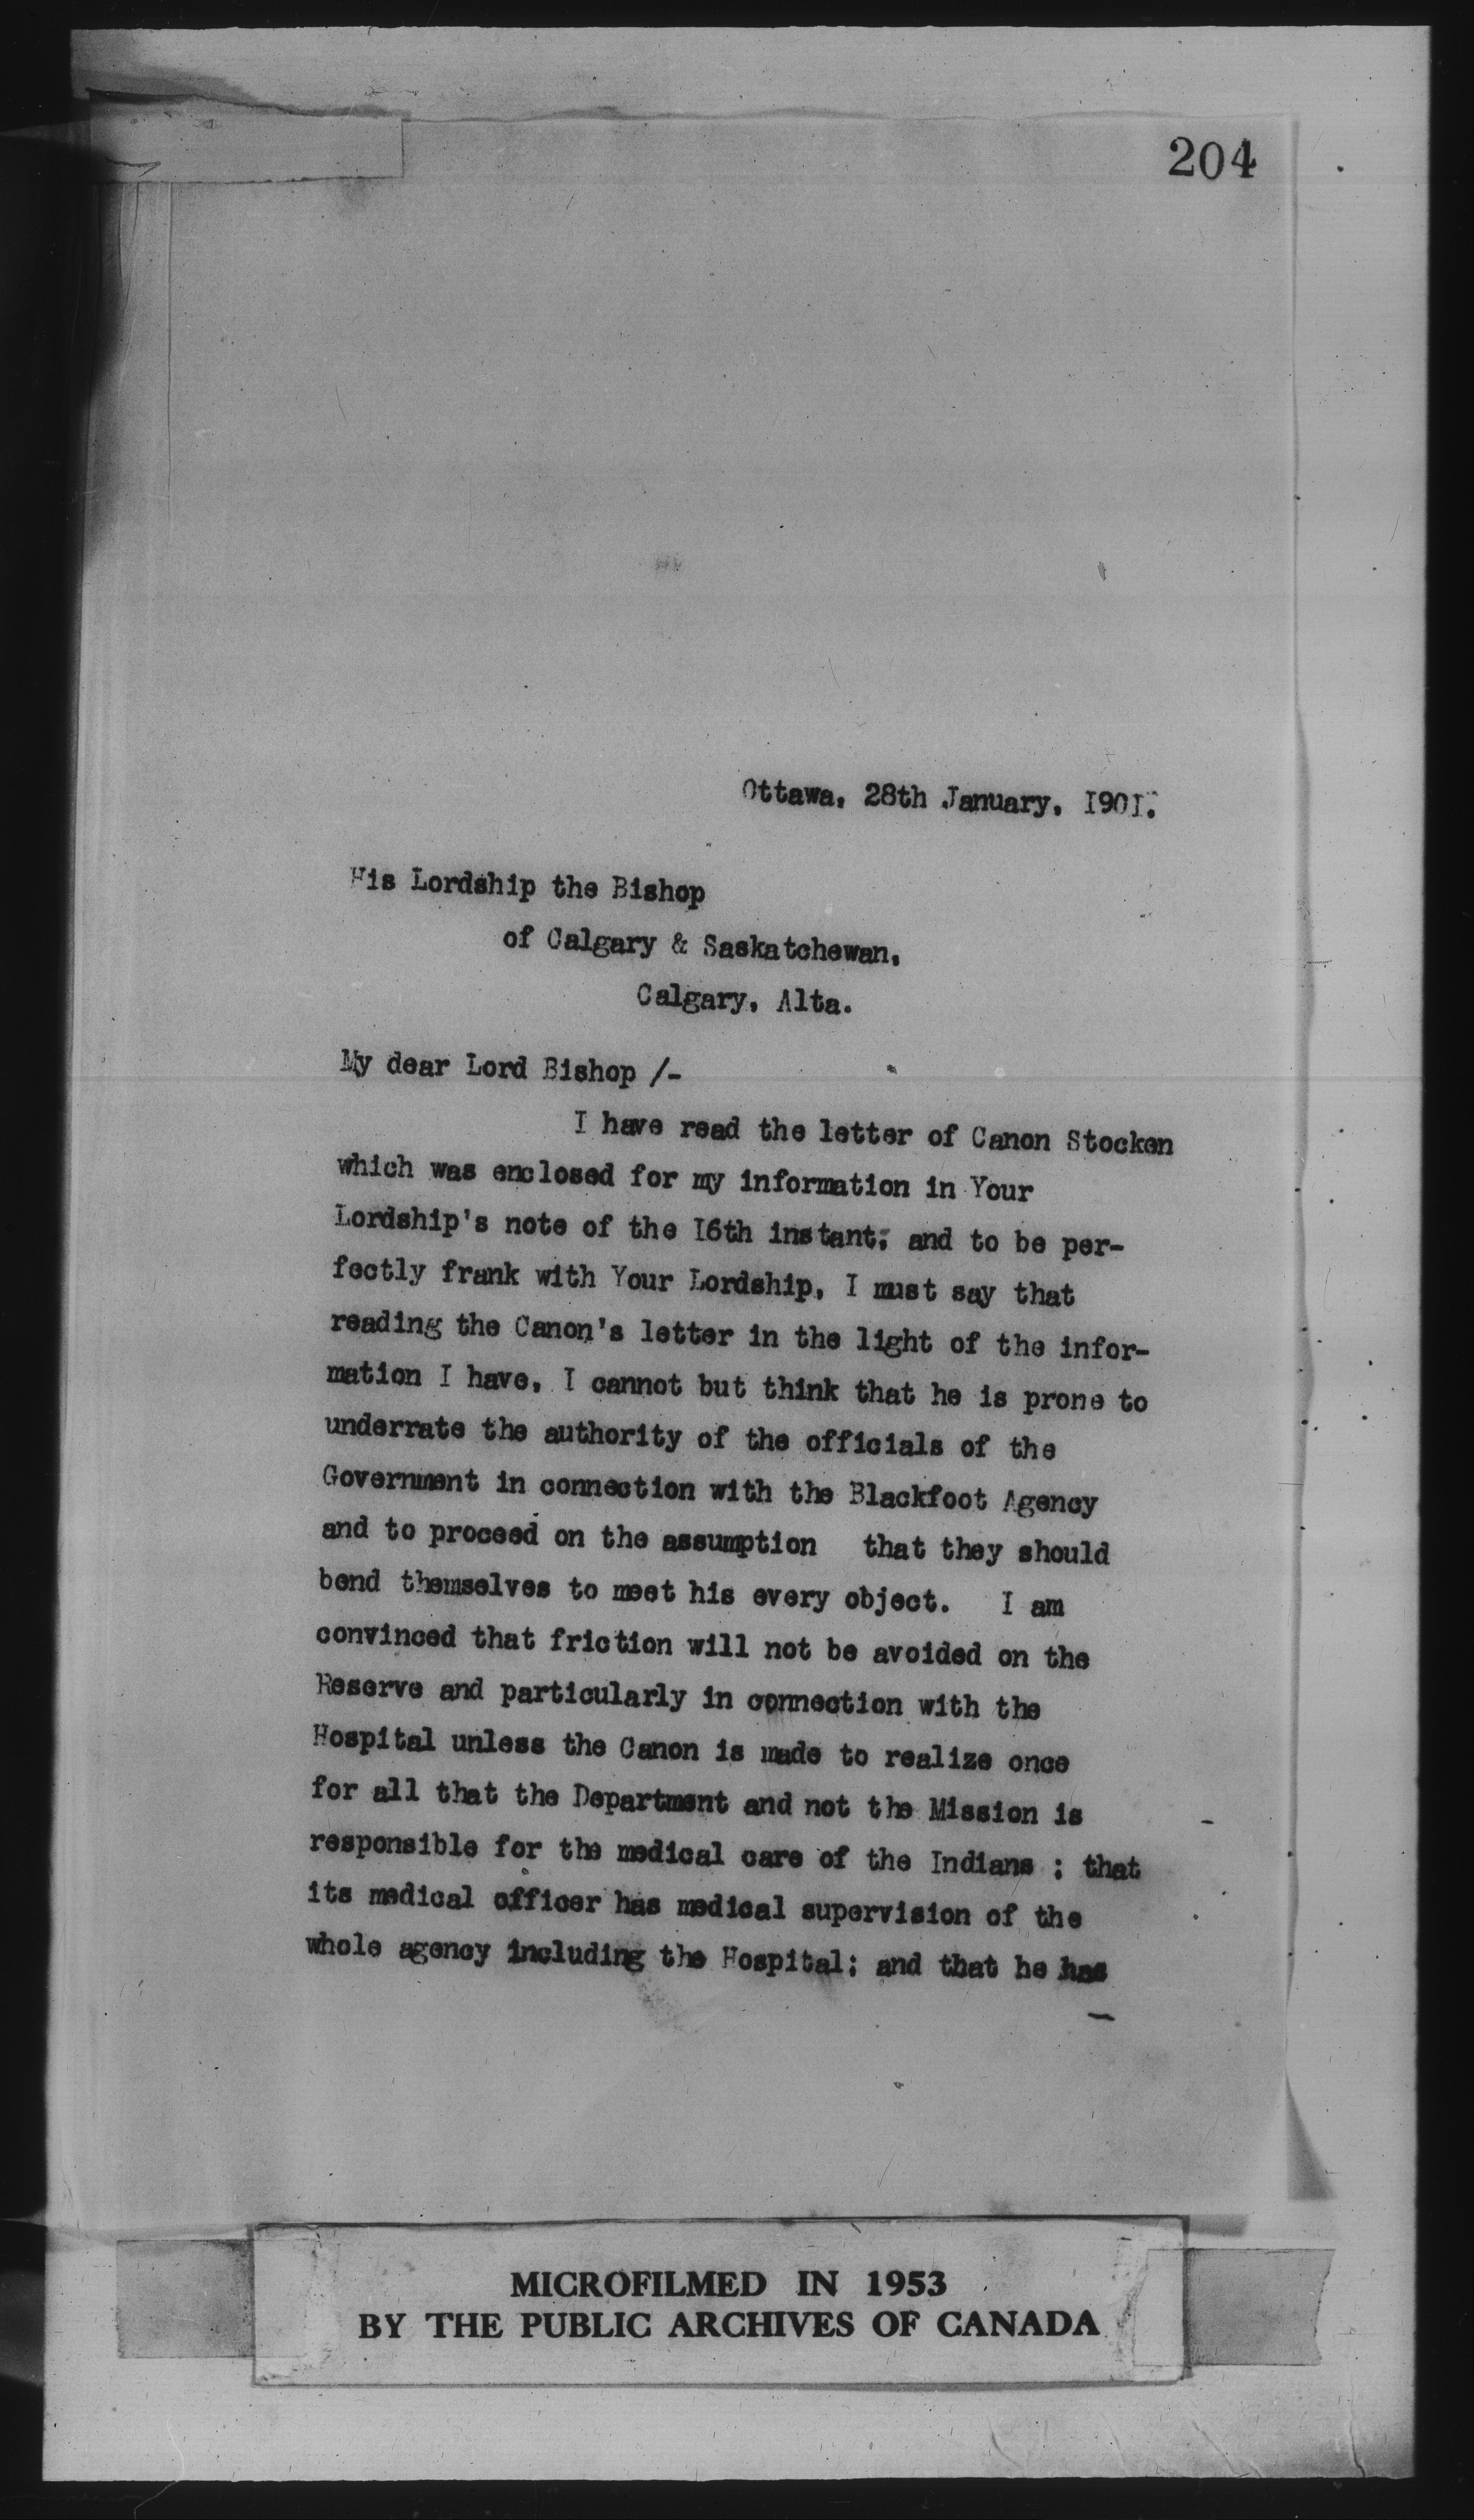 204
Ottawa, 28th January, I90I.
His Lordship the Bishop
of Calgary & Saskatchewan,
Calgary, Alta.
My dear Lord Bishop /-
I have read the letter of Canon Stocken
which was enclosed for my information in Your
Lordship's note of the I6th instant; and to be per-
fectly frank with Your Lordship, I must say that
reading the Canon's letter in the light of the infor-
mation I have, I cannot but think that he is prone to
underrate the authority of the officials of the
Government in connection with the Blackfoot Agency
and to proceed on the assumption that they should
bend themselves to meet his every object. I am
convinced that friction will not be avoided on the
Reserve and particularly in connection with the
Hospital unless the Canon is made to realize once
for all that the Department and not the Mission is
responsible for the medical care of the Indians ; that
its medical officer has medical supervision of the
whole agency including the Hospital; and that he has
MICROFILMED IN 1953
BY THE PUBLIC ARCHIVES OF CANADA